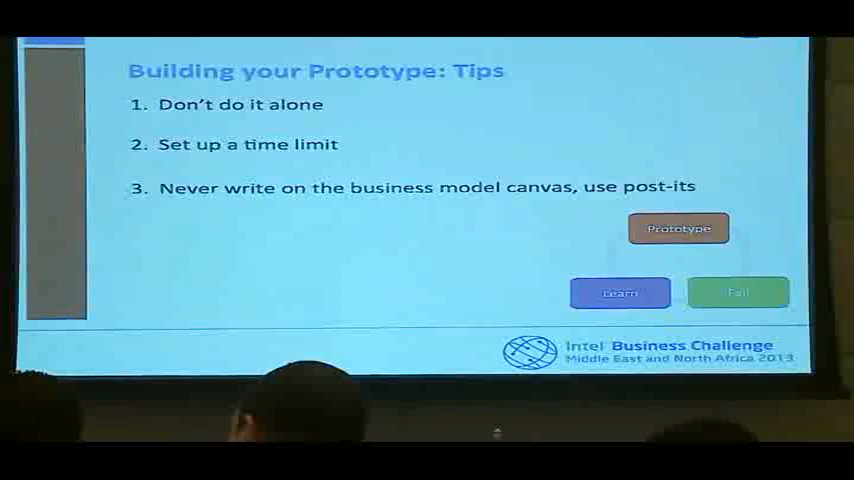 Building your Prototype: Tips
1. Don't do it alone
2. Set up a time limit
3. Never write on the business model canvas, use post-its
Prototype
Learn
Fail
Intel Business Challenge
Middle East and North Africa 2013